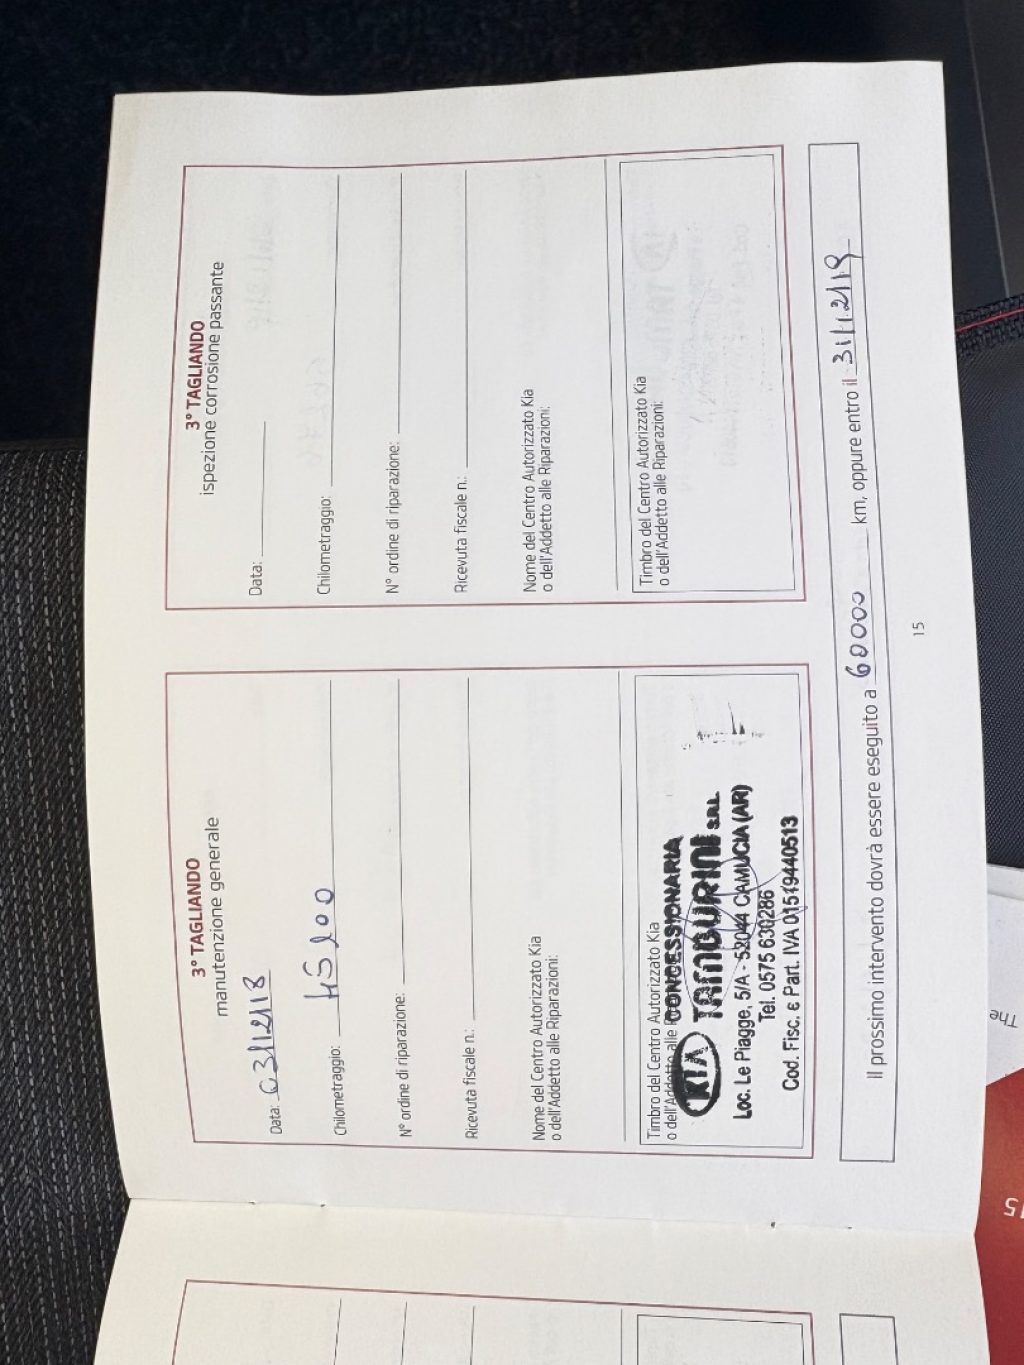 3° TAGLIANDO
manutenzione generale
Data: 03/12/18
Chilometraggio: 45200
N° ordine di riparazione:
Ricevuta fiscale n.:
Nome del Centro Autorizzato Kia
o dell'Addetto alle Riparazioni:
Timbro del Centro Autorizzato Kia
o dell'Addetto alle
CONCESSIONARIA
KIA TAMBURINI S.R.L.
Loc. Le Piagge, 5/A - 52044 CAMUCIA (AR)
Tel. 0575 630286
Cod. Fisc. e Part. IVA 01519440513
3° TAGLIANDO
ispezione corrosione passante
Data:
Chilometraggio:
N° ordine di riparazione:
Ricevuta fiscale n.:
Nome del Centro Autorizzato Kia
o dell'Addetto alle Riparazioni:
Timbro del Centro Autorizzato Kia
o dell'Addetto alle Riparazioni:
Il prossimo intervento dovrà essere eseguito a 60000 km, oppure entro il 31/12/19
15
The